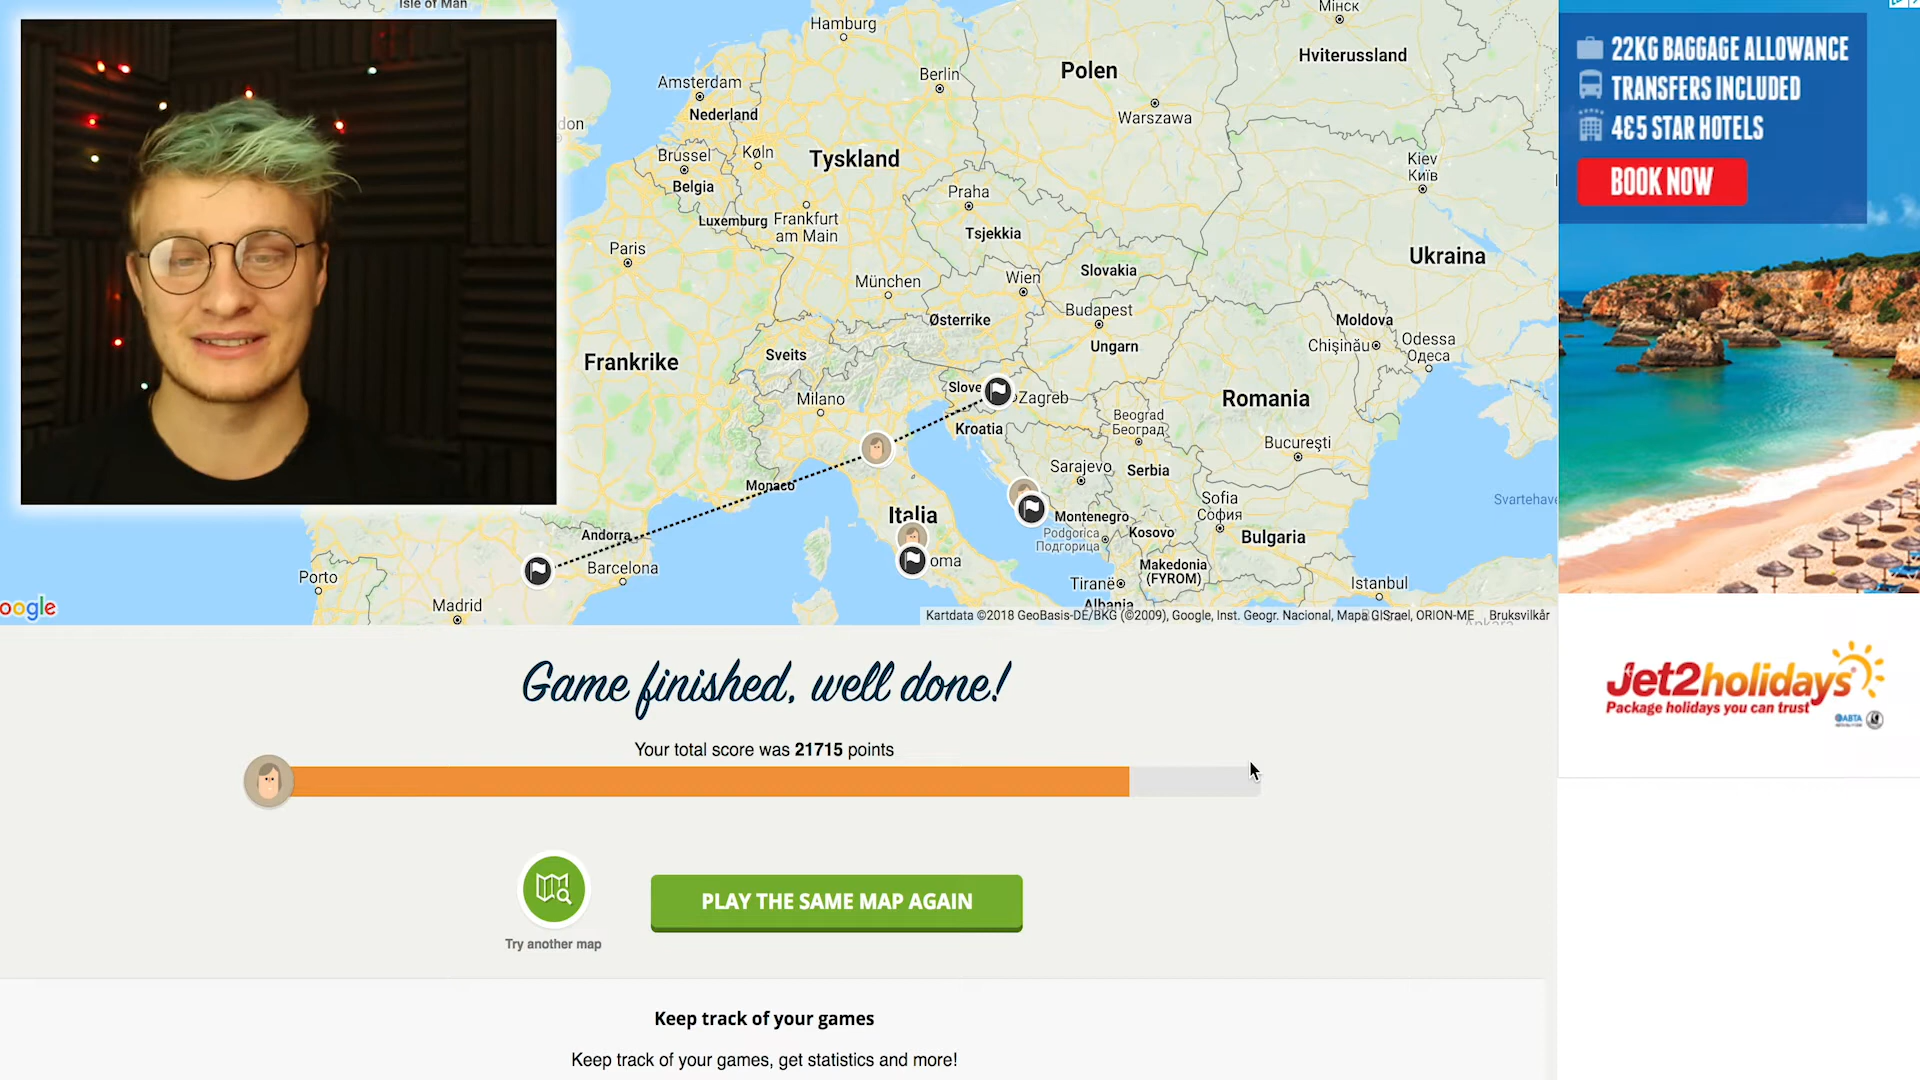 Isle of Man
Hamburg
Мінск
Hviterussland
Berlin
Polen
Amsterdam
Nederland
Warszawa
don
Brussel
Køln
Tyskland
Kiev
Київ
Belgia
Praha
Luxemburg
Frankfurt
am Main
Tsjekkia
Paris
Ukraina
Slovakia
München
Wien
Budapest
Østerrike
Moldova
Ungarn
Chișinău
Odessa
Одеса
Sveits
Frankrike
Slove
Zagreb
Milano
Romania
Beograd
Београд
Kroatia
București
Sarajevo
Serbia
Monaco
Sofia
София
Svartehave
Italia
Montenegro
Podgorica
Подгорица
Kosovo
Bulgaria
Andorra
Barcelona
oma
Makedonia
(FYROM)
Porto
Tiranë
Istanbul
Madrid
Albania
oogle
Kartdata ©2018 GeoBasis-DE/BKG (©2009), Google, Inst. Geogr. Nacional, Mapa GISrael, ORION-ME Bruksvilkår
Ankara
22KG BAGGAGE ALLOWANCE
TRANSFERS INCLUDED
4&5 STAR HOTELS
BOOK NOW
Jet2holidays
Package holidays you can trust
ABTA
Game finished, well done!
Your total score was 21715 points
PLAY THE SAME MAP AGAIN
Try another map
Keep track of your games
Keep track of your games, get statistics and more!